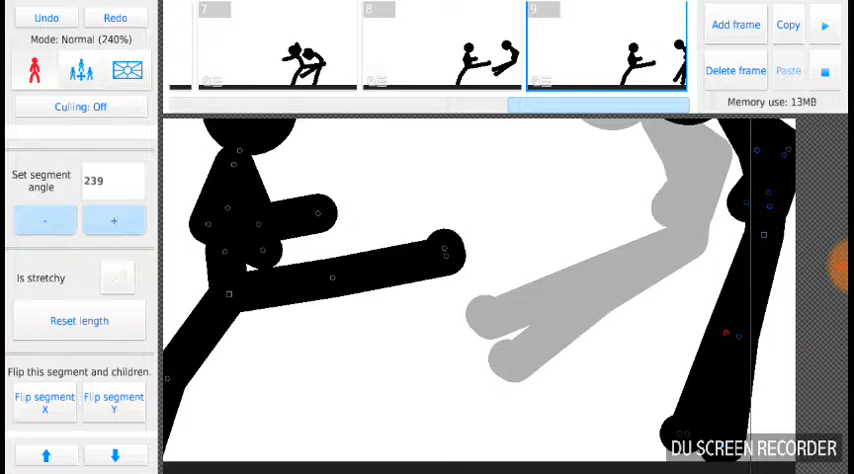 Undo
Redo
Mode: Normal (240%)
Culling: Off
Set segment
angle
239
-
+
Is stretchy
Reset length
Flip this segment and children.
Flip segment
X
Flip segment
Y
7
8
9
Add frame
Copy
Delete frame
Paste
Memory use: 13MB
DU SCREEN RECORDER